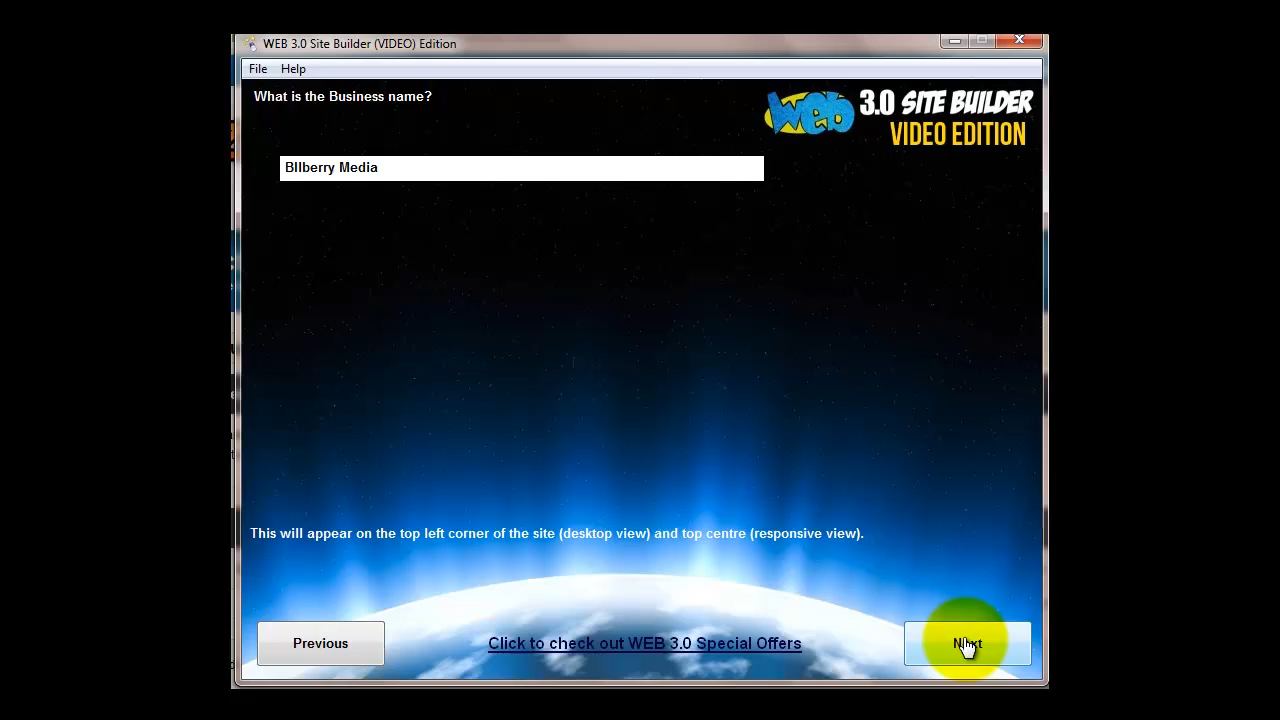 WEB 3.0 Site Builder (VIDEO) Edition
File Help
What is the Business name?
web 3.0 SITE BUILDER
VIDEO EDITION
BIlberry Media
This will appear on the top left corner of the site (desktop view) and top centre (responsive view).
Previous
Click to check out WEB 3.0 Special Offers
Next